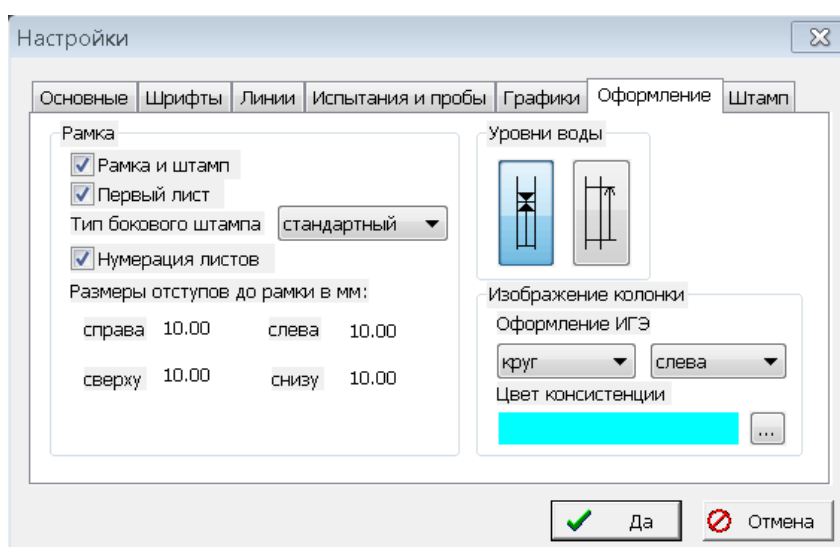 Настройки
Основные Шрифты Линии Испытания и пробы Графики Оформление Штамп
Рамка
Рамка и штамп
Первый лист
Тип бокового штампа стандартный
Нумерация листов
Размеры отступов до рамки в мм:
справа 10.00 слева 10.00
сверху 10.00 снизу 10.00
Уровни воды
Изображение колонки
Оформление ИГЭ
круг слева
Цвет консистенции
...
Да Отмена